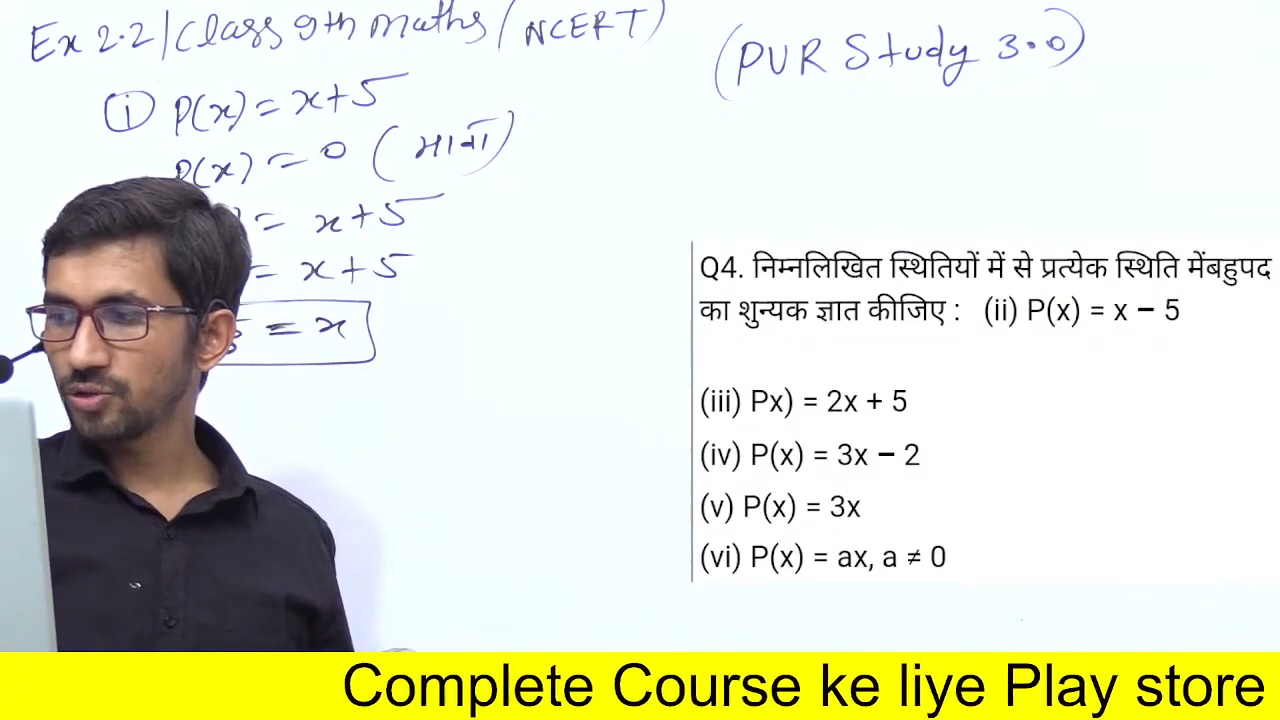 Ex 2.2/Class 9th Maths/(NCERT)
(PUR Study 3.0)
(i) P(x) = x+5
P(x) = 0 (माना)
= x+5
= x+5
= x
Q4. निम्नलिखित स्थितियों में से प्रत्येक स्थिति मेंबहुपद
का शुन्यक ज्ञात कीजिए : (ii) P(x) = x – 5
(iii) Px) = 2x + 5
(iv) P(x) = 3x – 2
(v) P(x) = 3x
(vi) P(x) = ax, a ≠ 0
Complete Course ke liye Play store